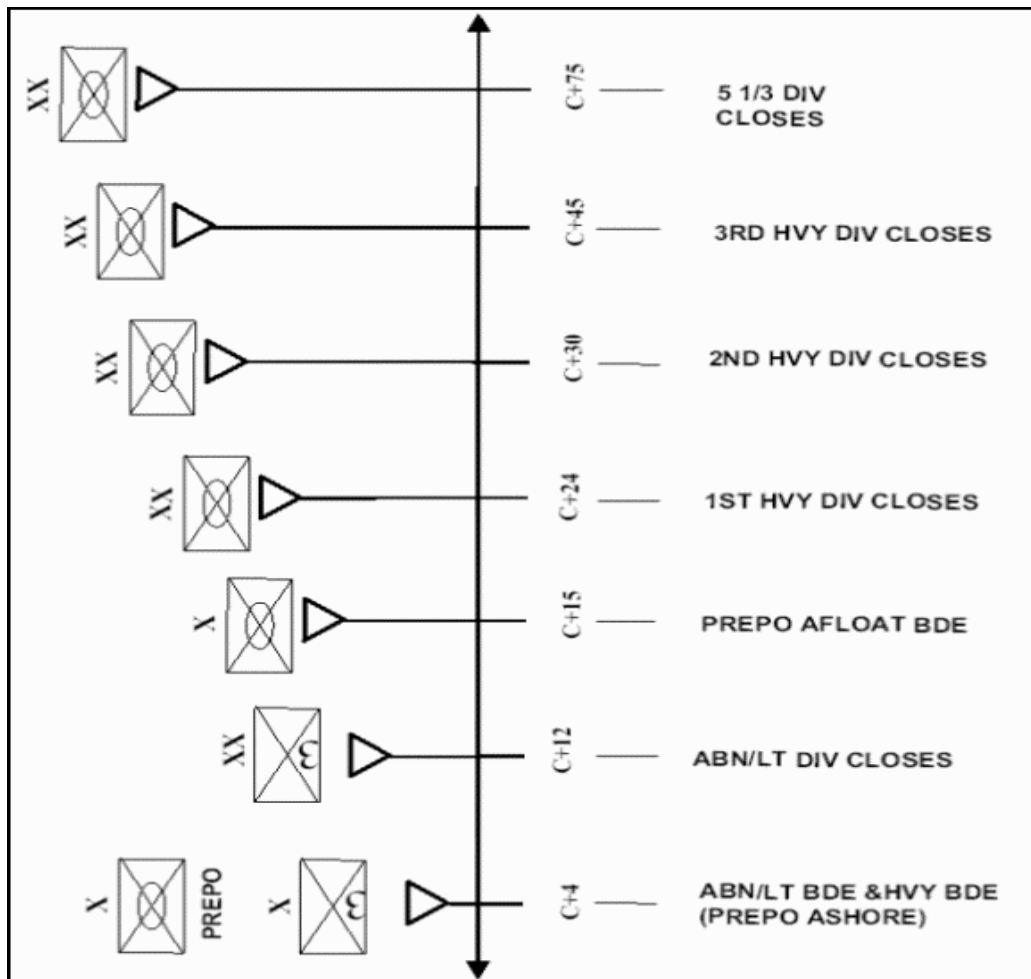 XX
C+75
5 1/3 DIV
CLOSES
XX
C+45
3RD HVY DIV CLOSES
XX
C+30
2ND HVY DIV CLOSES
XX
C+24
1ST HVY DIV CLOSES
X
C+15
PREPO AFLOAT BDE
XX
C+12
ABN/LT DIV CLOSES
X
PREPO
X
C+4
ABN/LT BDE &HVY BDE
(PREPO ASHORE)